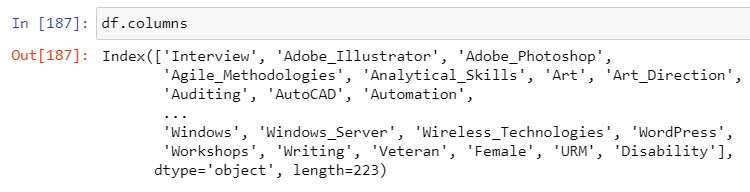 In [187]: df.columns
Out[187]: Index(['Interview', 'Adobe_Illustrator', 'Adobe_Photoshop',
'Agile_Methodologies', 'Analytical_Skills', 'Art', 'Art_Direction',
'Auditing', 'AutoCAD', 'Automation',
...
'Windows', 'Windows_Server', 'Wireless_Technologies', 'WordPress',
'Workshops', 'Writing', 'Veteran', 'Female', 'URM', 'Disability'],
dtype='object', length=223)